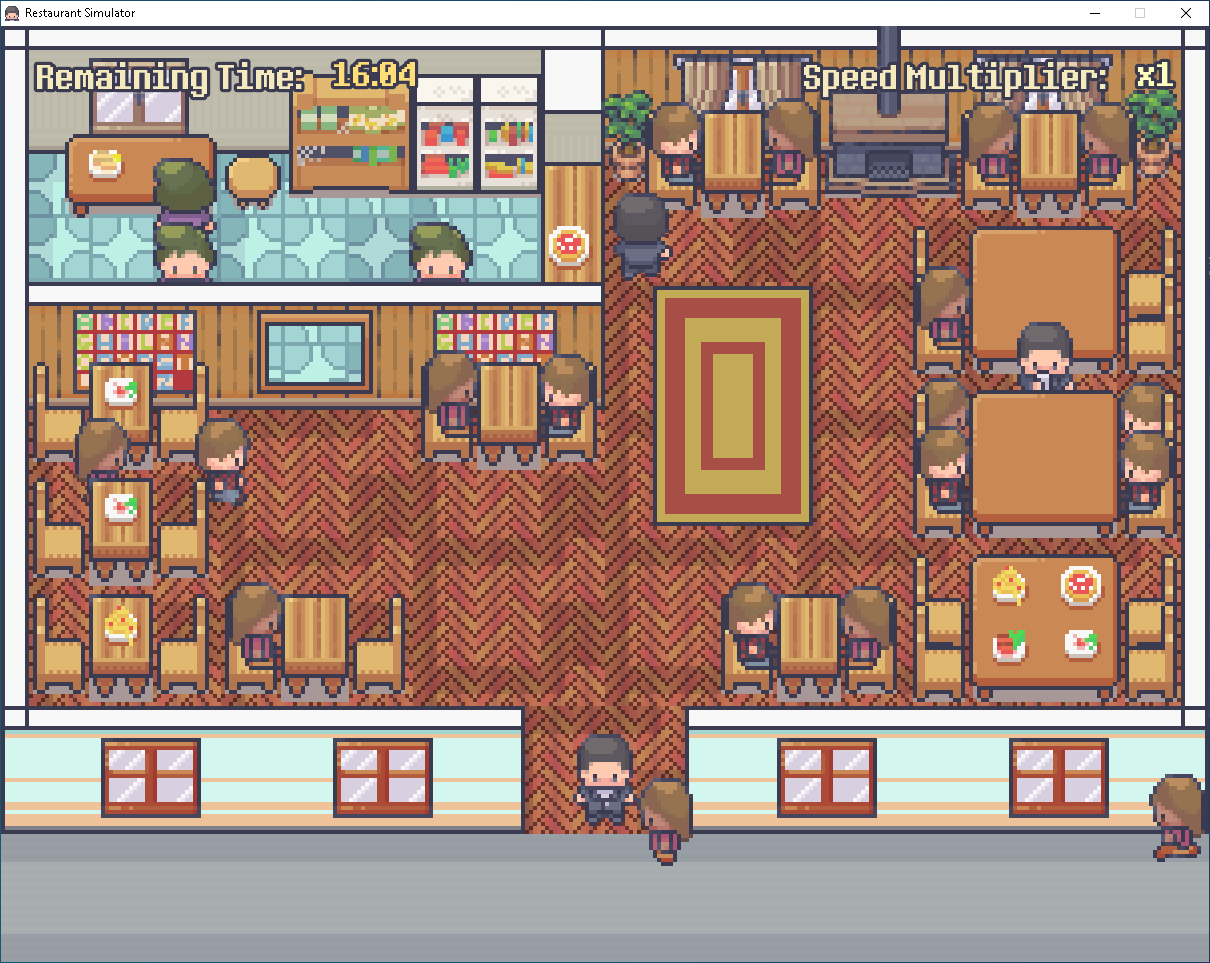 Restaurant Simulator
Remaining Time: 16:04
Speed Multiplier: x1